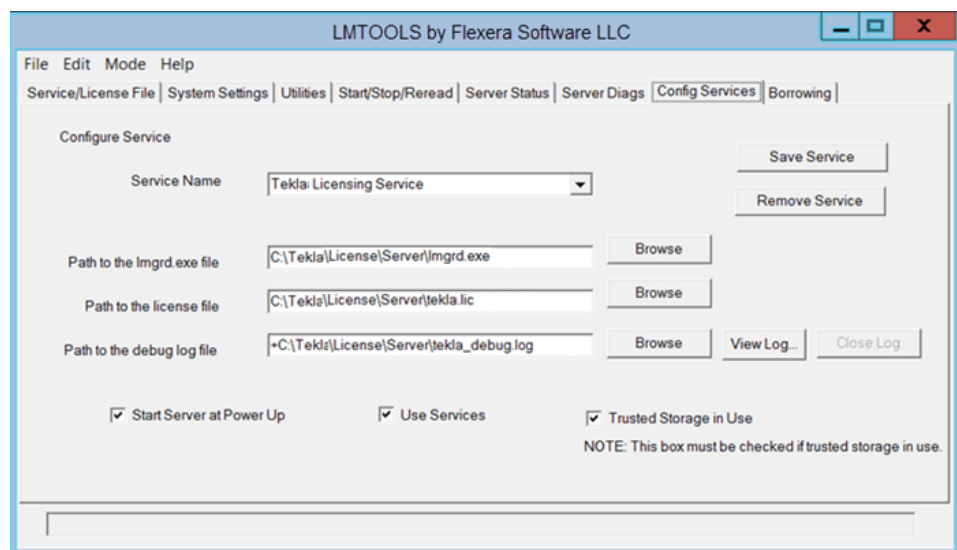 LMTOOLS by Flexera Software LLC
File Edit Mode Help
Service/License File System Settings Utilities Start/Stop/Reread Server Status Server Diags Config Services Borrowing
Configure Service
Save Service
Service Name Tekla Licensing Service
Remove Service
Path to the lmgrd.exe file C:\Tekla\License\Server\lmgrd.exe Browse
Path to the license file C:\Tekla\License\Server\tekla.lic Browse
Path to the debug log file +C:\Tekla\License\Server\tekla_debug.log Browse View Log... Close Log
Start Server at Power Up Use Services Trusted Storage in Use
NOTE: This box must be checked if trusted storage in use.